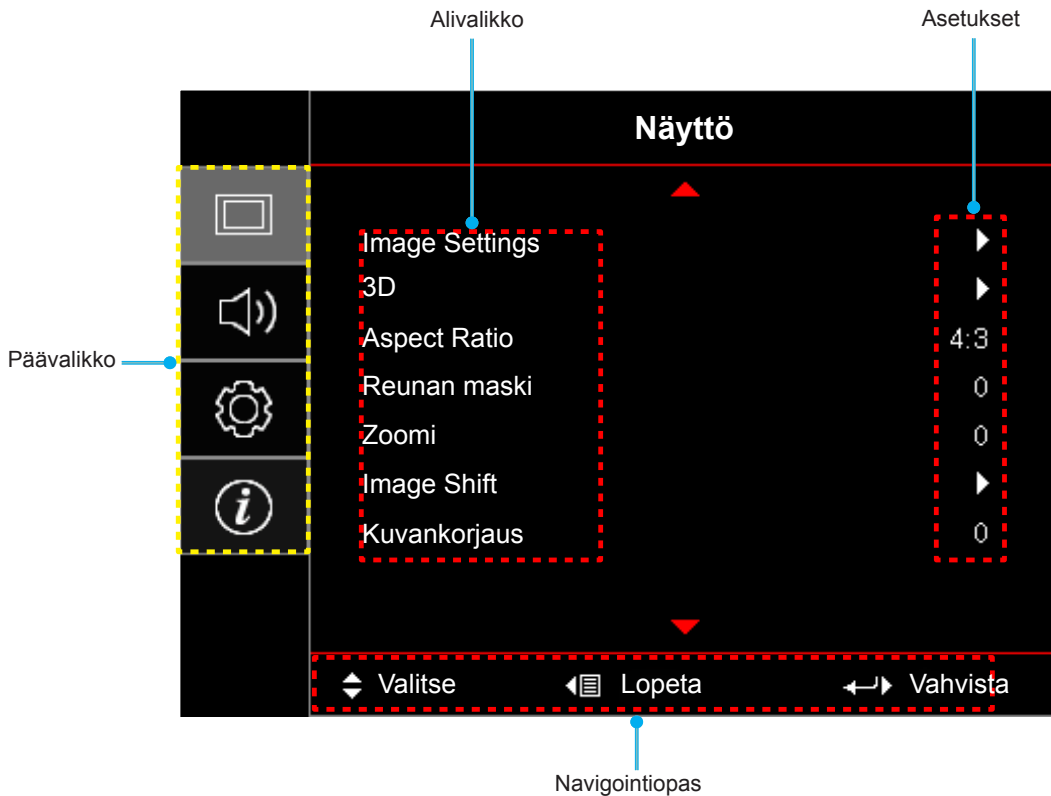 Alivalikko
Asetukset
Näyttö
Image Settings
3D
Aspect Ratio 4:3
Päävalikko
Reunan maski 0
Zoomi 0
Image Shift
Kuvankorjaus 0
Valitse Lopeta Vahvista
Navigointiopas